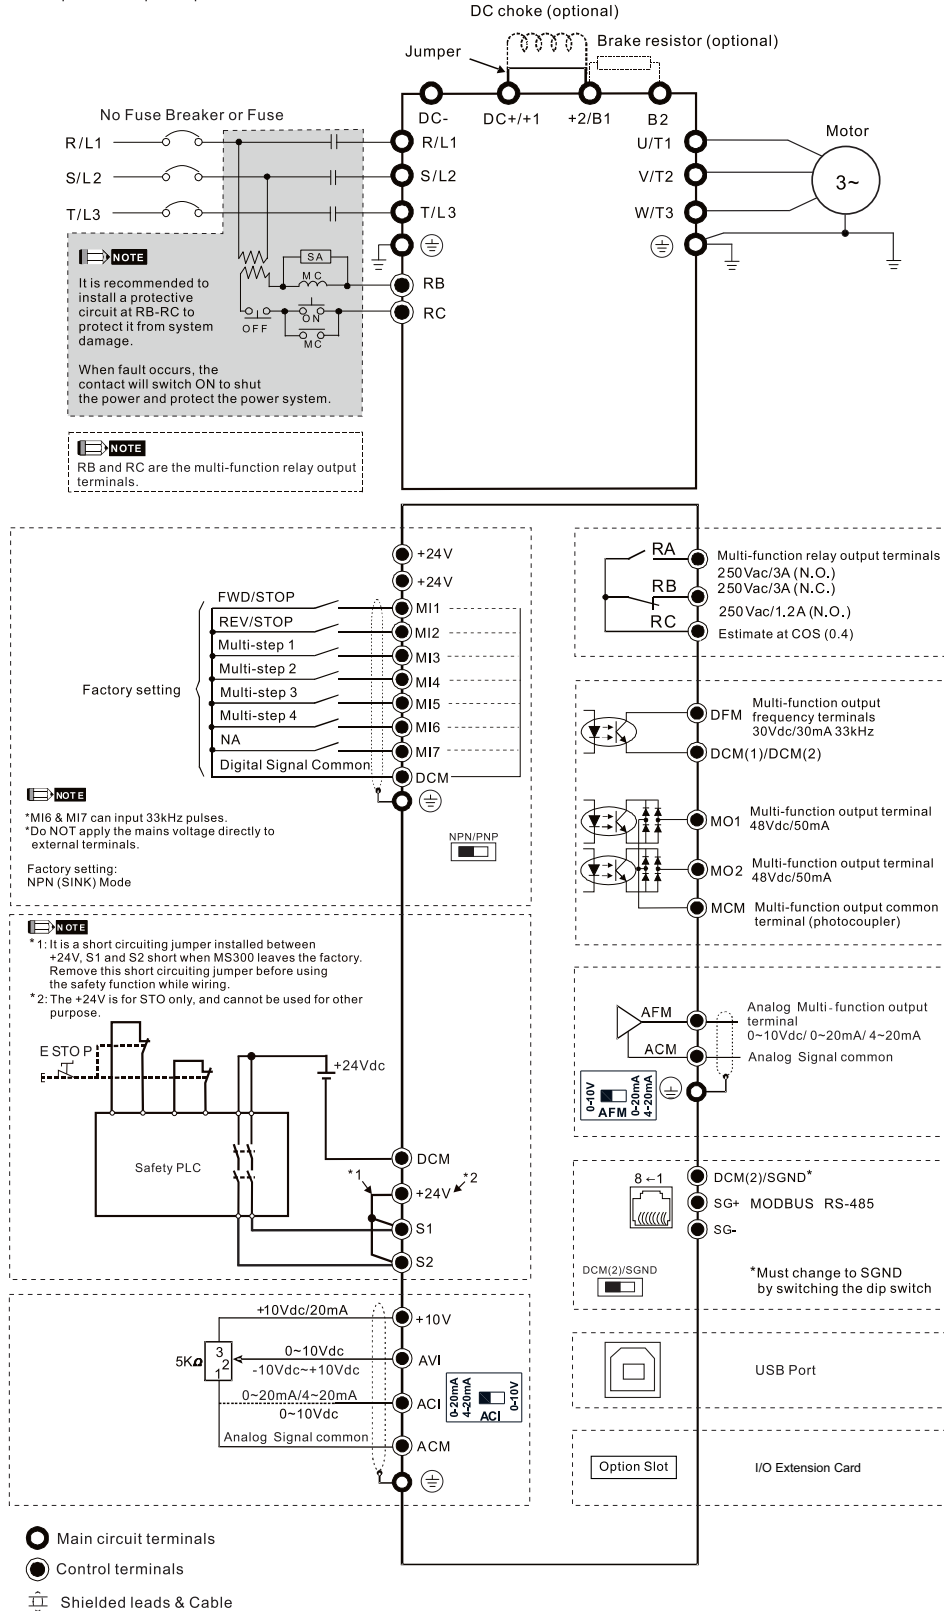 DC choke (optional)
Jumper
Brake resistor (optional)
No Fuse Breaker or Fuse
DC-
DC+/+1
+2/B1
B2
Motor
R/L1
R/L1
U/T1
S/L2
S/L2
V/T2
3~
T/L3
T/L3
W/T3
NOTE
It is recommended to
install a protective
circuit at RB-RC to
protect it from system
damage.
When fault occurs, the
contact will switch ON to shut
the power and protect the power system.
SA
MC
RB
OFF
ON
MC
RC
NOTE
RB and RC are the multi-function relay output
terminals.
+24V
+24V
FWD/STOP
MI1
REV/STOP
MI2
Multi-step 1
MI3
Multi-step 2
MI4
Factory setting
Multi-step 3
MI5
Multi-step 4
MI6
NA
MI7
Digital Signal Common
DCM
NOTE
*MI6 & MI7 can input 33kHz pulses.
*Do NOT apply the mains voltage directly to
external terminals.
Factory setting:
NPN (SINK) Mode
NPN/PNP
RA
Multi-function relay output terminals
250Vac/3A (N.O.)
RB
250Vac/3A (N.C.)
250Vac/1.2A (N.O.)
RC
Estimate at COS (0.4)
DFM
Multi-function output
frequency terminals
30Vdc/30mA 33kHz
DCM(1)/DCM(2)
MO1
Multi-function output terminal
48Vdc/50mA
MO2
Multi-function output terminal
48Vdc/50mA
MCM
Multi-function output common
terminal (photocoupler)
NOTE
*1: It is a short circuiting jumper installed between
+24V, S1 and S2 short when MS300 leaves the factory.
Remove this short circuiting jumper before using
the safety function while wiring.
*2: The +24V is for STO only, and cannot be used for other
purpose.
E STOP
+24Vdc
Safety PLC
DCM
*1
+24V
*2
S1
S2
AFM
Analog Multi-function output
terminal
0~10Vdc/ 0~20mA/ 4~20mA
ACM
Analog Signal common
0-10V
AFM
0-20mA
4-20mA
8←1
DCM(2)/SGND*
SG+
MODBUS RS-485
SG-
DCM(2)/SGND
*Must change to SGND
by switching the dip switch
+10Vdc/20mA
+10V
5KΩ
3
2
1
0~10Vdc
-10Vdc~+10Vdc
AVI
0~20mA/4~20mA
0~10Vdc
ACI
0-20mA
4-20mA
ACI
0-10V
Analog Signal common
ACM
USB Port
Option Slot
I/O Extension Card
Main circuit terminals
Control terminals
Shielded leads & Cable